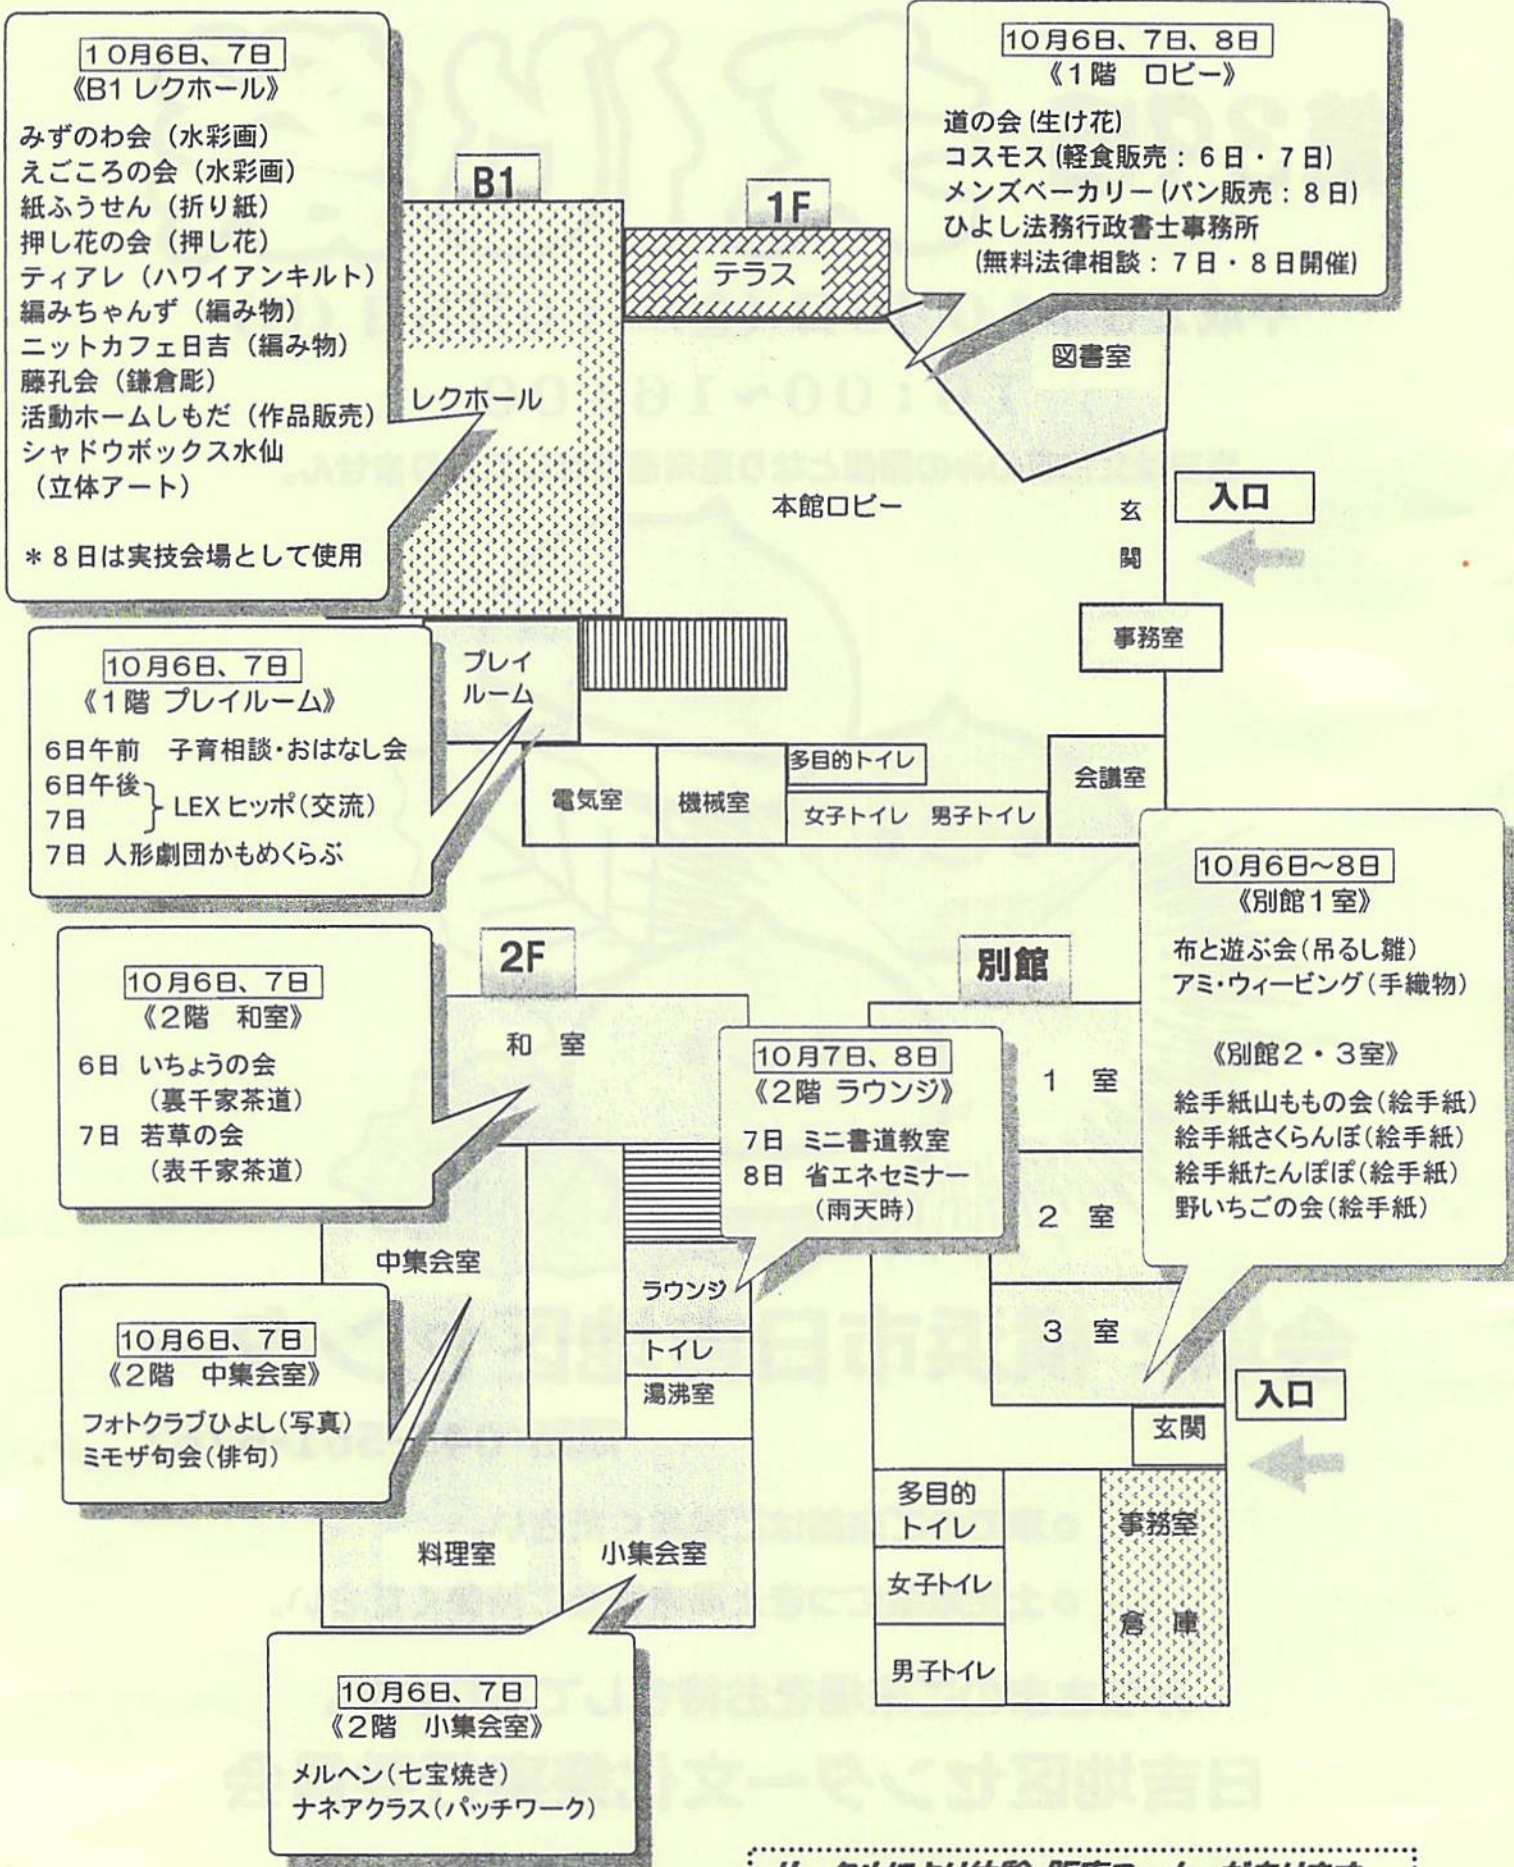 10月6日、7日
《B1 レクホール》
みずのわ会（水彩画）
えごころの会（水彩画）
紙ふうせん（折り紙）
押し花の会（押し花）
ティアレ（ハワイアンキルト）
編みちゃんず（編み物）
ニットカフェ日吉（編み物）
藤孔会（鎌倉彫）
活動ホームしもだ（作品販売）
シャドウボックス水仙
（立体アート）
＊8日は実技会場として使用
10月6日、7日、8日
《1階　ロビー》
道の会(生け花)
コスモス(軽食販売：6日・7日)
メンズベーカリー(パン販売：8日)
ひよし法務行政書士事務所
(無料法律相談：7日・8日開催)
B1
1F
テラス
図書室
レクホール
本館ロビー
玄関
入口
事務室
プレイ
ルーム
電気室
機械室
多目的トイレ
女子トイレ　男子トイレ
会議室
10月6日、7日
《1階 プレイルーム》
6日午前　子育相談・おはなし会
6日午後
7日
LEX ヒッポ(交流)
7日 人形劇団かもめくらぶ
10月6日、7日
《2階　和室》
6日 いちょうの会
(裏千家茶道)
7日 若草の会
(表千家茶道)
2F
和　室
10月7日、8日
《2階 ラウンジ》
7日 ミニ書道教室
8日 省エネセミナー
(雨天時)
別館
1　室
2　室
3　室
10月6日～8日
《別館1室》
布と遊ぶ会(吊るし雛)
アミ・ウィービング(手織物)
《別館2・3室》
絵手紙山ももの会(絵手紙)
絵手紙さくらんぼ(絵手紙)
絵手紙たんぽぽ(絵手紙)
野いちごの会(絵手紙)
中集会室
ラウンジ
トイレ
湯沸室
10月6日、7日
《2階　中集会室》
フォトクラブひよし(写真)
ミモザ句会(俳句)
入口
玄関
料理室
小集会室
多目的
トイレ
女子トイレ
男子トイレ
事務室
倉　庫
10月6日、7日
《2階　小集会室》
メルヘン(七宝焼き)
ナネアクラス(パッチワーク)